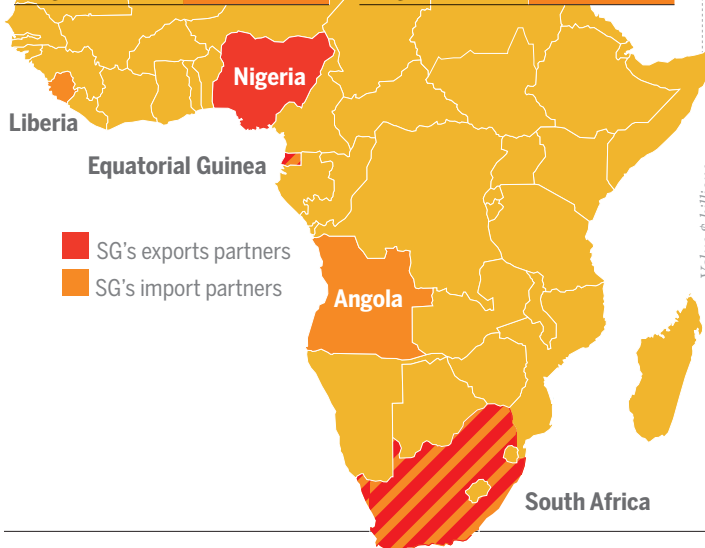 Nigeria
Liberia
Equatorial Guinea
SG's exports partners
SG's import partners
Angola
South Africa